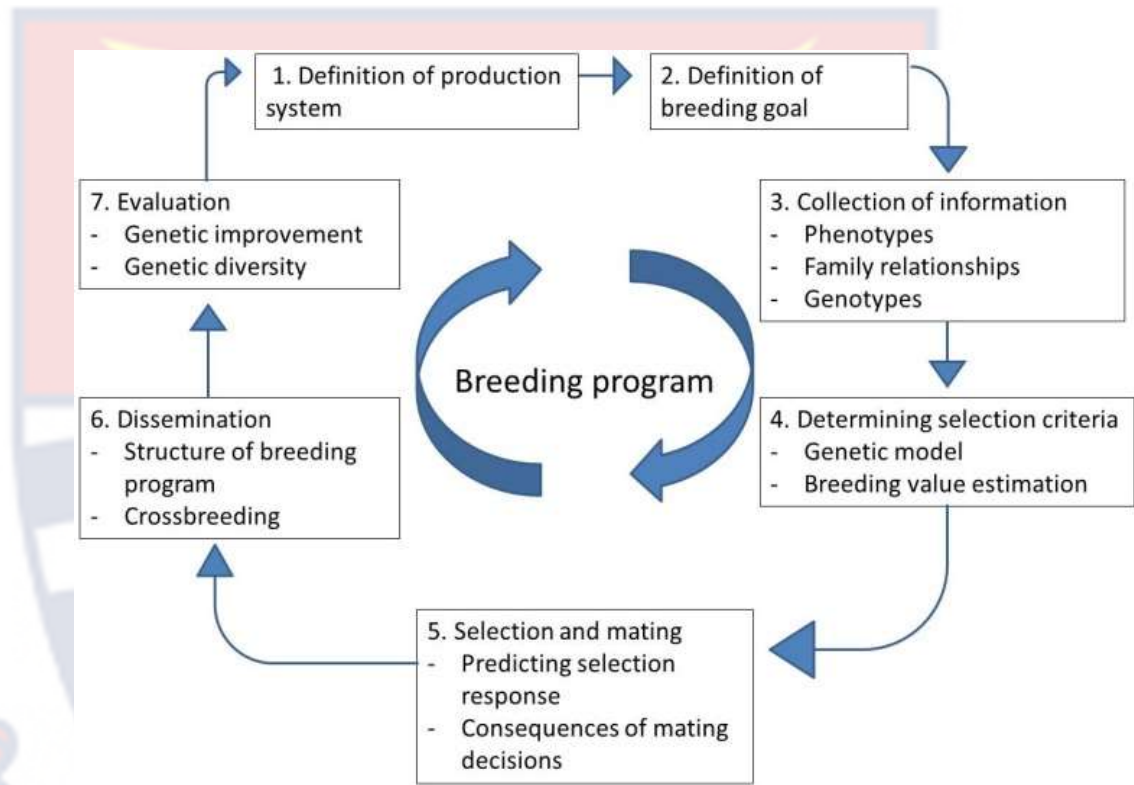 1. Definition of production
system
2. Definition of
breeding goal
3. Collection of information
- Phenotypes
- Family relationships
- Genotypes
4. Determining selection criteria
- Genetic model
- Breeding value estimation
5. Selection and mating
- Predicting selection
response
- Consequences of mating
decisions
6. Dissemination
- Structure of breeding
program
- Crossbreeding
7. Evaluation
- Genetic improvement
- Genetic diversity
Breeding program